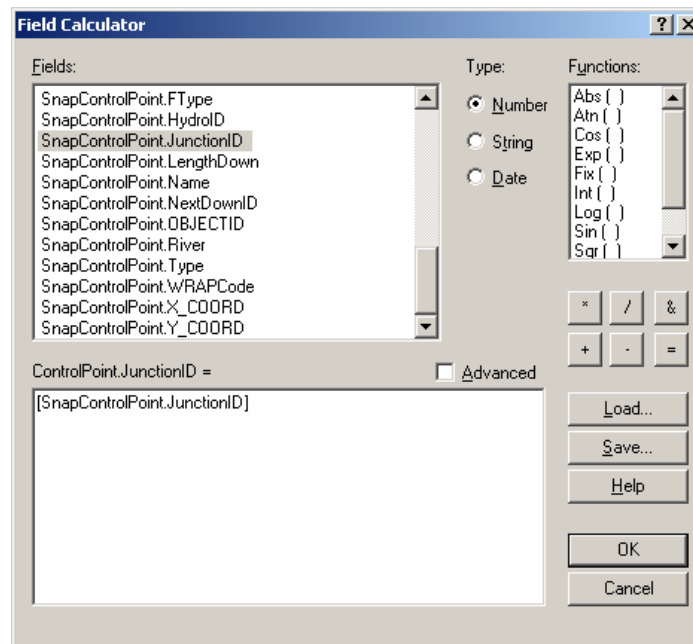 Field Calculator
Fields:
SnapControlPoint.FType
SnapControlPoint.HydroID
SnapControlPoint.JunctionID
SnapControlPoint.LengthDown
SnapControlPoint.Name
SnapControlPoint.NextDownID
SnapControlPoint.OBJECTID
SnapControlPoint.River
SnapControlPoint.Type
SnapControlPoint.WRAPCode
SnapControlPoint.X_COORD
SnapControlPoint.Y_COORD
Type:
Number
String
Date
Functions:
Abs ( )
Atn ( )
Cos ( )
Exp ( )
Fix ( )
Int ( )
Log ( )
Sin ( )
Sqr ( )
* / &
+ - =
ControlPoint.JunctionID =
Advanced
[SnapControlPoint.JunctionID]
Load...
Save...
Help
OK
Cancel